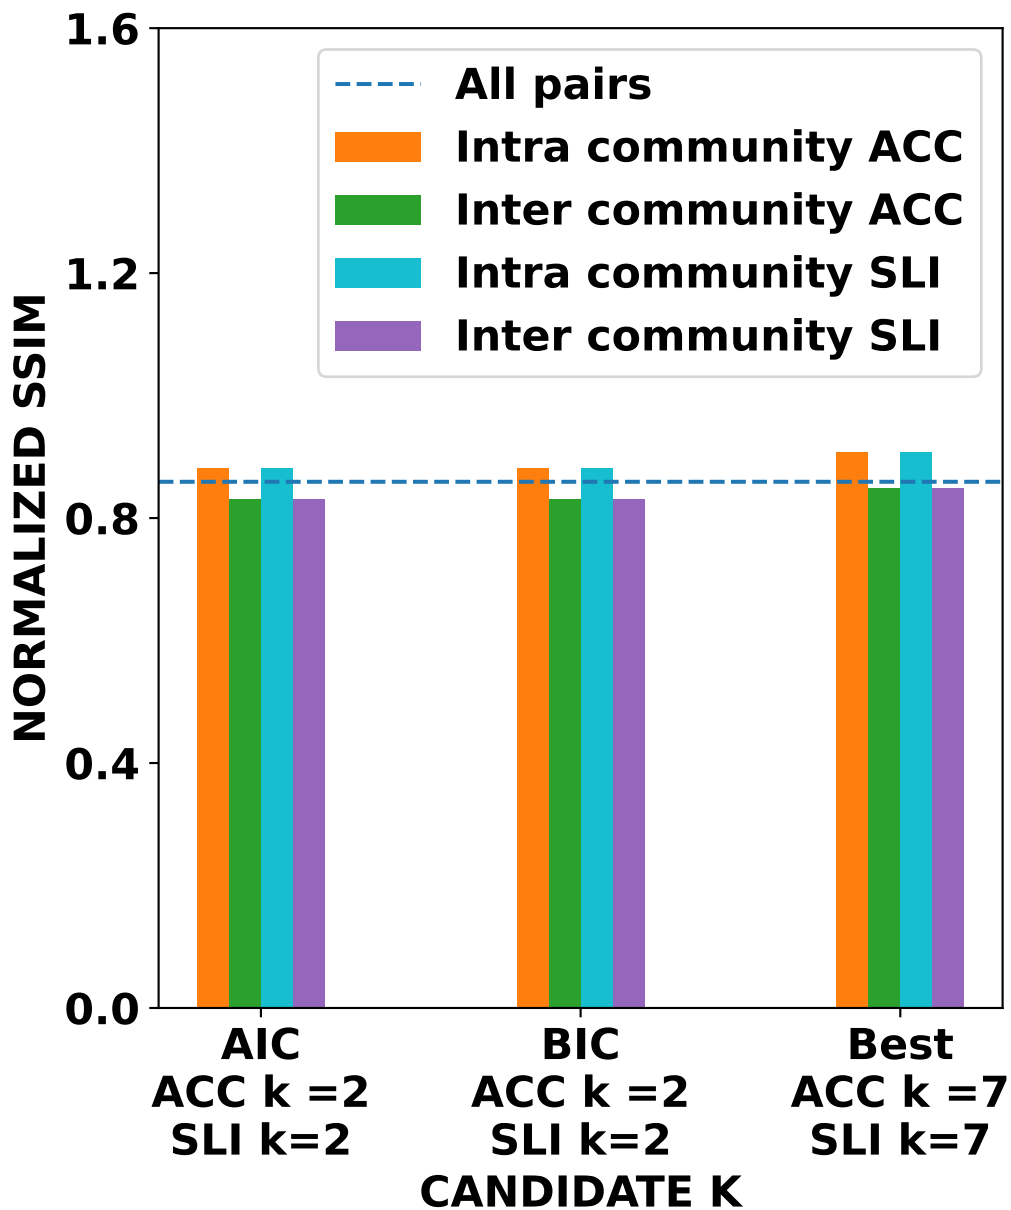 NORMALIZED SSIM
1.6
1.2
0.8
0.4
0.0
All pairs
Intra community ACC
Inter community ACC
Intra community SLI
Inter community SLI
AIC
ACC k =2
SLI k=2
BIC
ACC k =2
SLI k=2
Best
ACC k =7
SLI k=7
CANDIDATE K